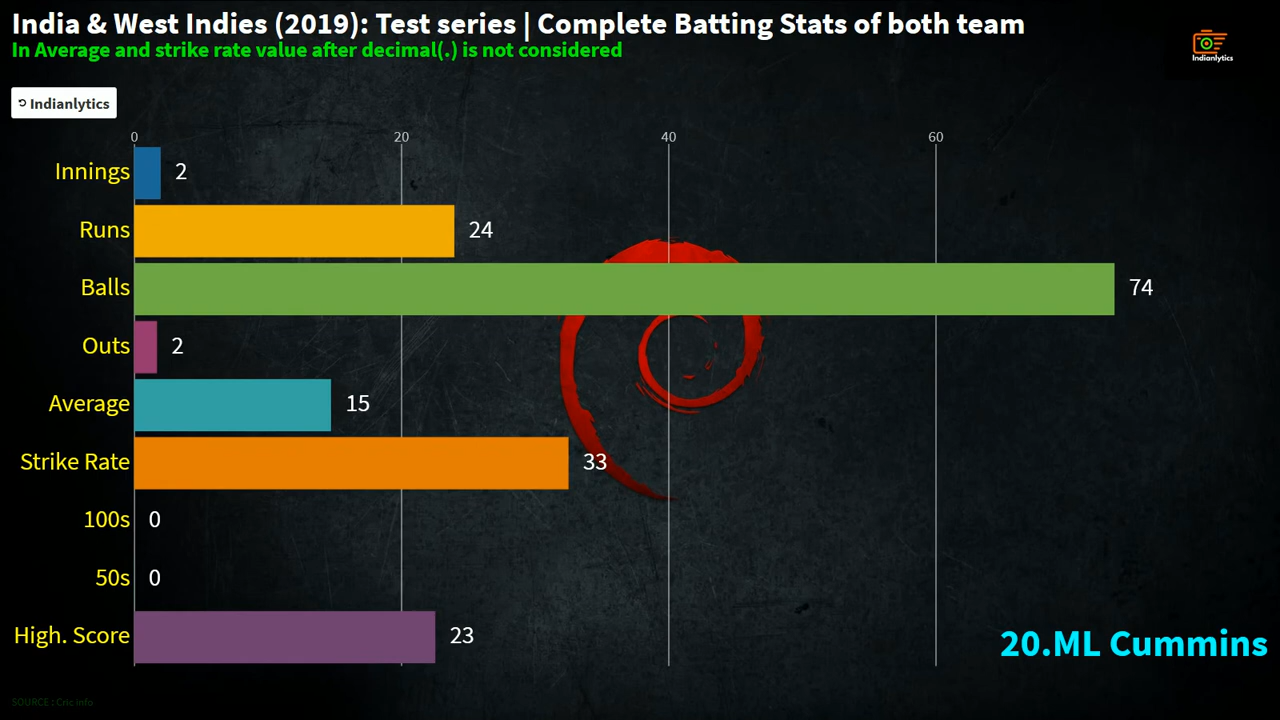 India & West Indies (2019): Test series | Complete Batting Stats of both team
In Average and strike rate value after decimal(.) is not considered
Indianlytics
Indianlytics
0 20 40 60
Innings 2
Runs 24
Balls 74
Outs 2
Average 15
Strike Rate 33
100s 0
50s 0
High. Score 23
20.ML Cummins
SOURCE : Cric info